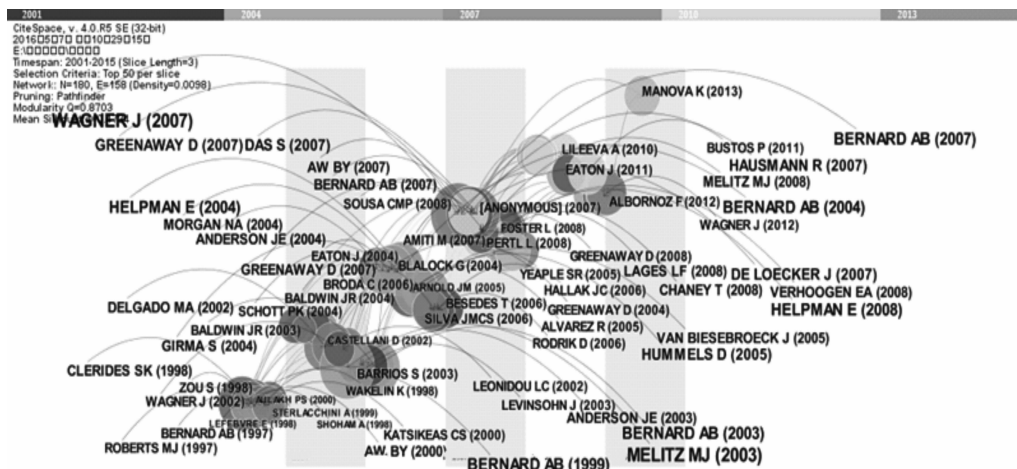 2001 2004 2007 2010 2013
CiteSpace, v. 4.0.R5 SE (32-bit)
Timespan: 2001-2015 (Slice Length=3)
Selection Criteria: Top 50 per slice
Network: N=180, E=158 (Density=0.0098)
Pruning: Pathfinder
Modularity Q=0.8703
Mean
MANOVA K (2013)
WAGNER J (2007)
GREENAWAY D (2007) DAS S (2007)
BERNARD AB (2007)
LILEEVA A (2010)
BUSTOS P (2011)
AW BY (2007)
EATON J (2011)
HAUSMANN R (2007)
BERNARD AB (2007)
MELITZ MJ (2008)
SOUSA CMP (2008)
[ANONYMOUS] (2007)
ALBORNOZ F (2012)
HELPMAN E (2004)
BERNARD AB (2004)
MORGAN NA (2004)
FOSTER L (2008)
WAGNER J (2012)
ANDERSON JE (2004)
AMITI M (2007)
PERTL L (2008)
EATON J (2004)
GREENAWAY D (2008)
GREENAWAY D (2007)
BLALOCK G (2004)
YEAPLE SR (2005)
LAGES LF (2008)
DE LOECKER J (2007)
BRODA C (2006)
ARNOLD JM (2005)
HALLAK JC (2006)
CHANEY T (2008)
VERHOOGEN EA (2008)
BALDWIN JR (2004)
BESEDES T (2006)
DELGADO MA (2002)
SCHOTT PK (2004)
SILVA JMCS (2006)
GREENAWAY D (2004)
HELPMAN E (2008)
BALDWIN JR (2003)
ALVAREZ R (2005)
CASTELLANI D (2002)
RODRIK D (2006)
VAN BIESEBROECK J (2005)
GIRMA S (2004)
HUMMELS D (2005)
CLERIDES SK (1998)
BARRIOS S (2003)
ZOU S (1998)
WAKELIN K (1998)
LEONIDOU LC (2002)
WAGNER J (2002)
AULAKH PS (2000)
LEVINSOHN J (2003)
STERLACCHINI A (1999)
ANDERSON JE (2003)
LEFEBVRE E (1998)
SHOHAM A (1998)
BERNARD AB (1997)
KATSIKEAS CS (2000)
BERNARD AB (2003)
ROBERTS MJ (1997)
AW. BY (2000)
MELITZ MJ (2003)
BERNARD AB (1999)